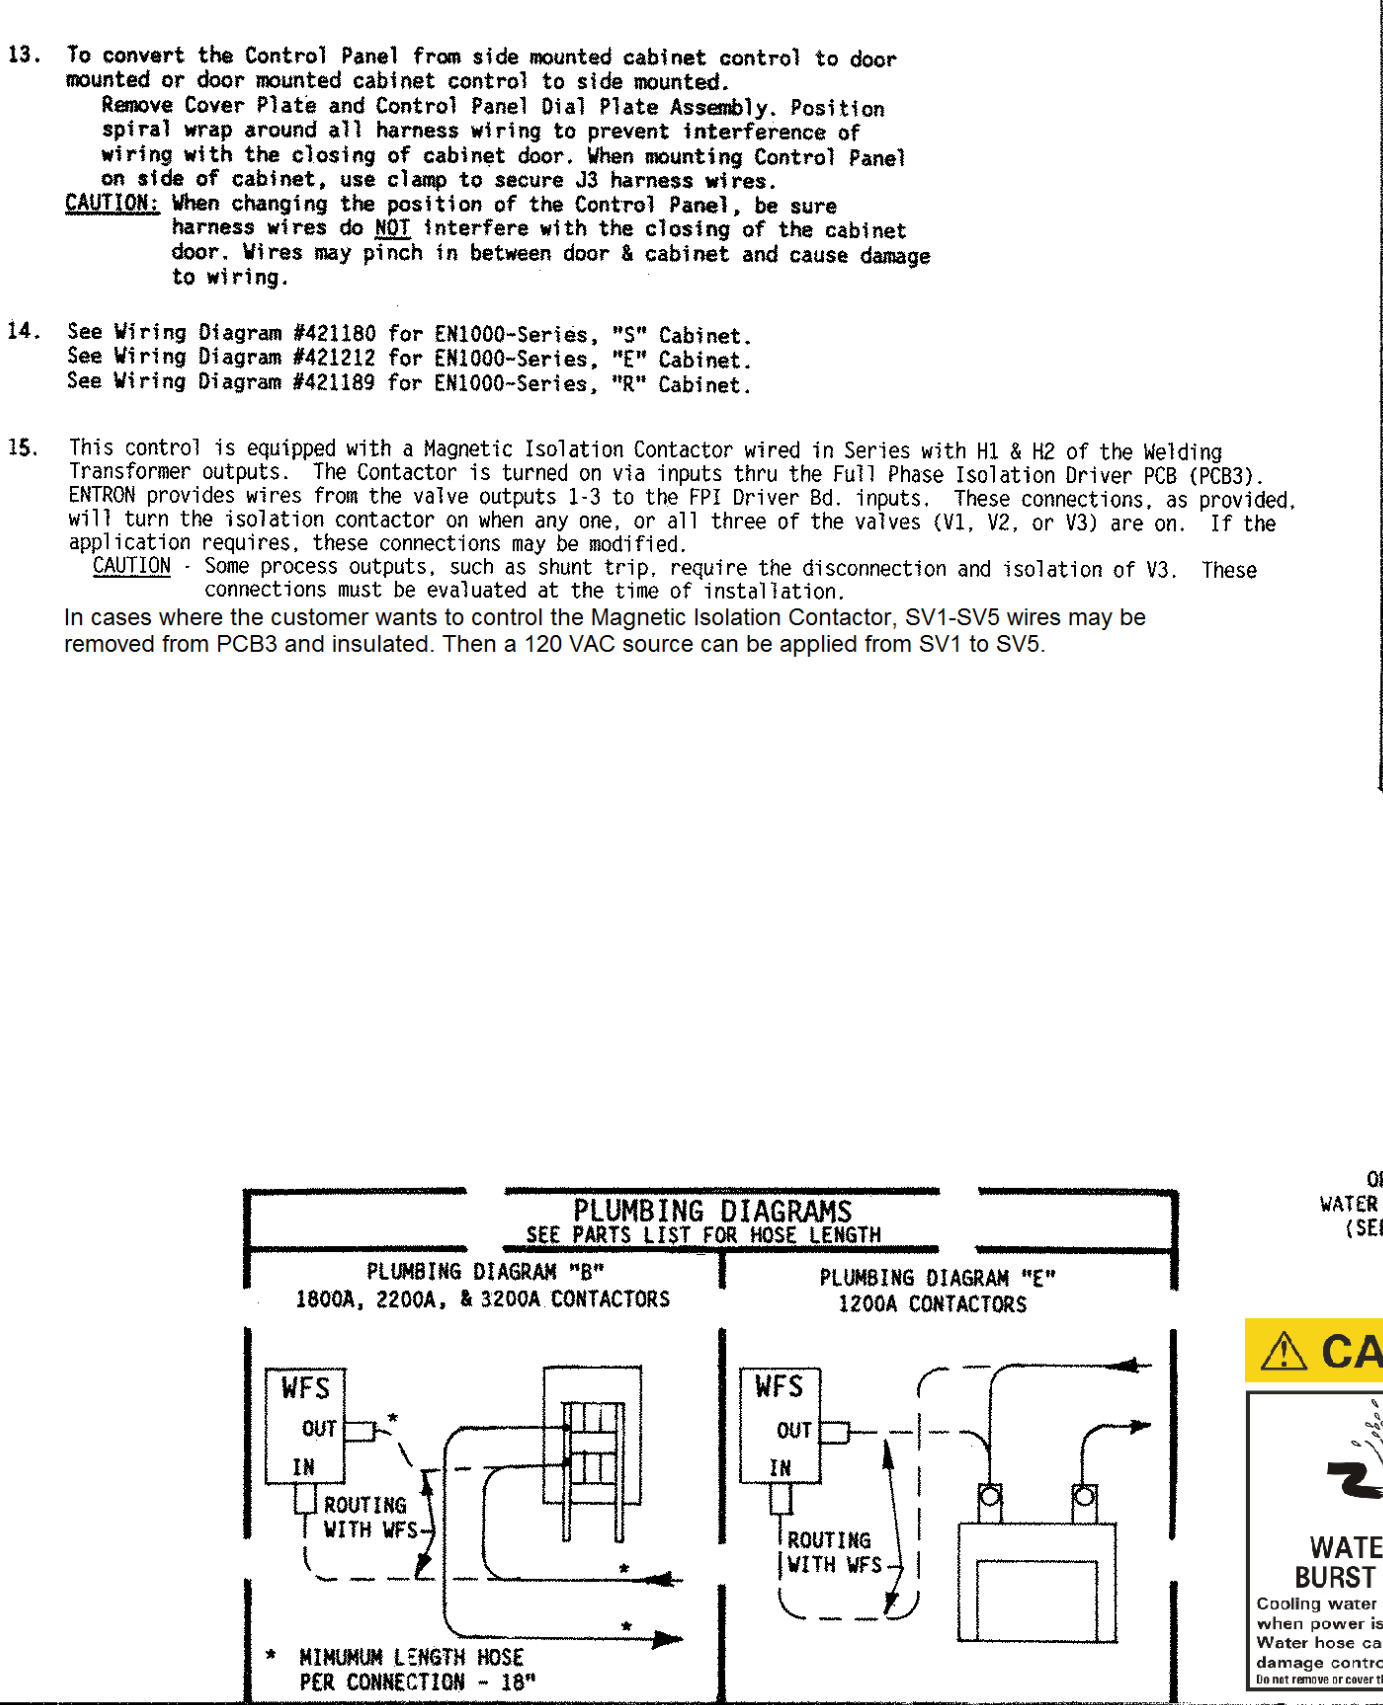 13. To convert the Control Panel from side mounted cabinet control to door
mounted or door mounted cabinet control to side mounted.
Remove Cover Plate and Control Panel Dial Plate Assembly. Position
spiral wrap around all harness wiring to prevent interference of
wiring with the closing of cabinet door. When mounting Control Panel
on side of cabinet, use clamp to secure J3 harness wires.
CAUTION: When changing the position of the Control Panel, be sure
harness wires do NOT interfere with the closing of the cabinet
door. Wires may pinch in between door & cabinet and cause damage
to wiring.
14. See Wiring Diagram #421180 for EN1000-Series, "S" Cabinet.
See Wiring Diagram #421212 for EN1000-Series, "E" Cabinet.
See Wiring Diagram #421189 for EN1000-Series, "R" Cabinet.
15. This control is equipped with a Magnetic Isolation Contactor wired in Series with H1 & H2 of the Welding
Transformer outputs. The Contactor is turned on via inputs thru the Full Phase Isolation Driver PCB (PCB3).
ENTRON provides wires from the valve outputs 1-3 to the FPI Driver Bd. inputs. These connections, as provided,
will turn the isolation contactor on when any one, or all three of the valves (V1, V2, or V3) are on. If the
application requires, these connections may be modified.
CAUTION - Some process outputs, such as shunt trip, require the disconnection and isolation of V3. These
connections must be evaluated at the time of installation.
In cases where the customer wants to control the Magnetic Isolation Contactor, SV1-SV5 wires may be
removed from PCB3 and insulated. Then a 120 VAC source can be applied from SV1 to SV5.
PLUMBING DIAGRAMS
SEE PARTS LIST FOR HOSE LENGTH
PLUMBING DIAGRAM "B"
1800A, 2200A, & 3200A CONTACTORS
WFS
OUT
*
IN
ROUTING
WITH WFS
*
*
* MIMUMUM LENGTH HOSE
PER CONNECTION - 18"
PLUMBING DIAGRAM "E"
1200A CONTACTORS
WFS
OUT
IN
ROUTING
WITH WFS
WATER
(SEE
CA
WATE
BURST
Cooling water
when power is
Water hose ca
damage contro
Do not remove or cover th